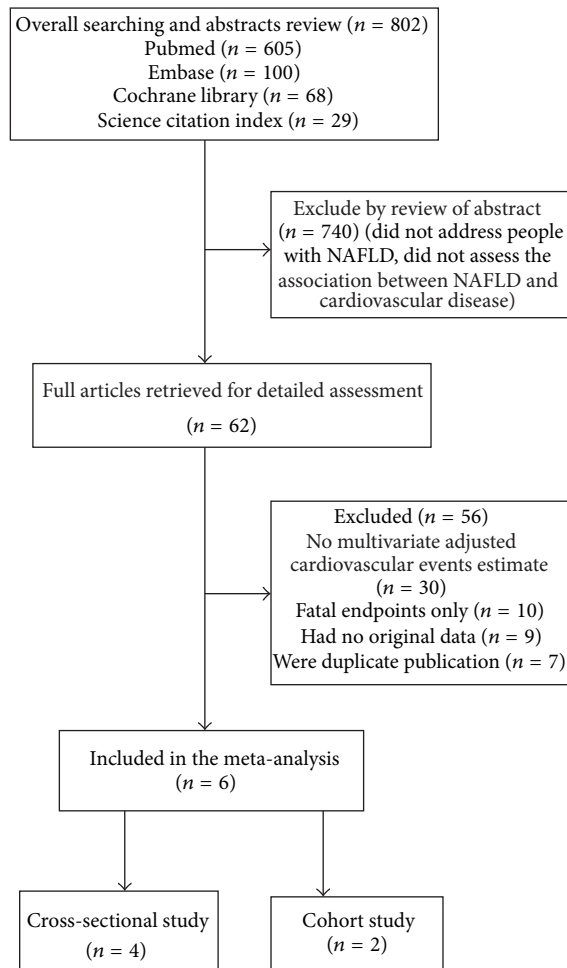 Overall searching and abstracts review (n = 802)
Pubmed (n = 605)
Embase (n = 100)
Cochrane library (n = 68)
Science citation index (n = 29)
Exclude by review of abstract
(n = 740) (did not address people
with NAFLD, did not assess the
association between NAFLD and
cardiovascular disease)
Full articles retrieved for detailed assessment
(n = 62)
Excluded (n = 56)
No multivariate adjusted
cardiovascular events estimate
(n = 30)
Fatal endpoints only (n = 10)
Had no original data (n = 9)
Were duplicate publication (n = 7)
Included in the meta-analysis
(n = 6)
Cross-sectional study
(n = 4)
Cohort study
(n = 2)